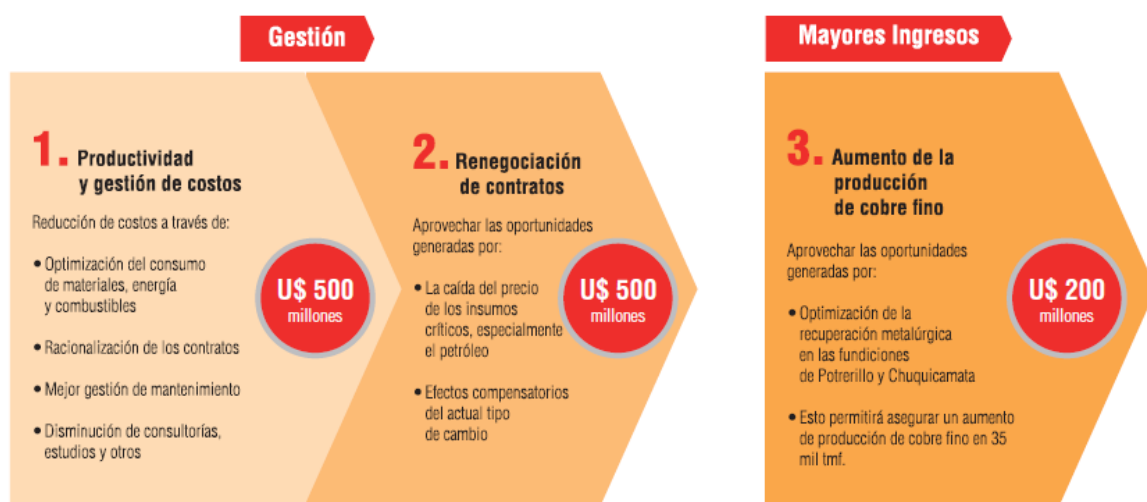 Gestión
1. Productividad
y gestión de costos
Reducción de costos a través de:
• Optimización del consumo
de materiales, energía
y combustibles
• Racionalización de los contratos
• Mejor gestión de mantenimiento
• Disminución de consultorías,
estudios y otros
U$ 500
millones
2. Renegociación
de contratos
Aprovechar las oportunidades
generadas por:
• La caída del precio
de los insumos
críticos, especialmente
el petróleo
• Efectos compensatorios
del actual tipo
de cambio
U$ 500
millones
Mayores Ingresos
3. Aumento de la
producción
de cobre fino
Aprovechar las oportunidades
generadas por:
• Optimización de la
recuperación metalúrgica
en las fundiciones
de Potrerillo y Chuquicamata
• Esto permitirá asegurar un aumento
de producción de cobre fino en 35
mil tmf.
U$ 200
millones